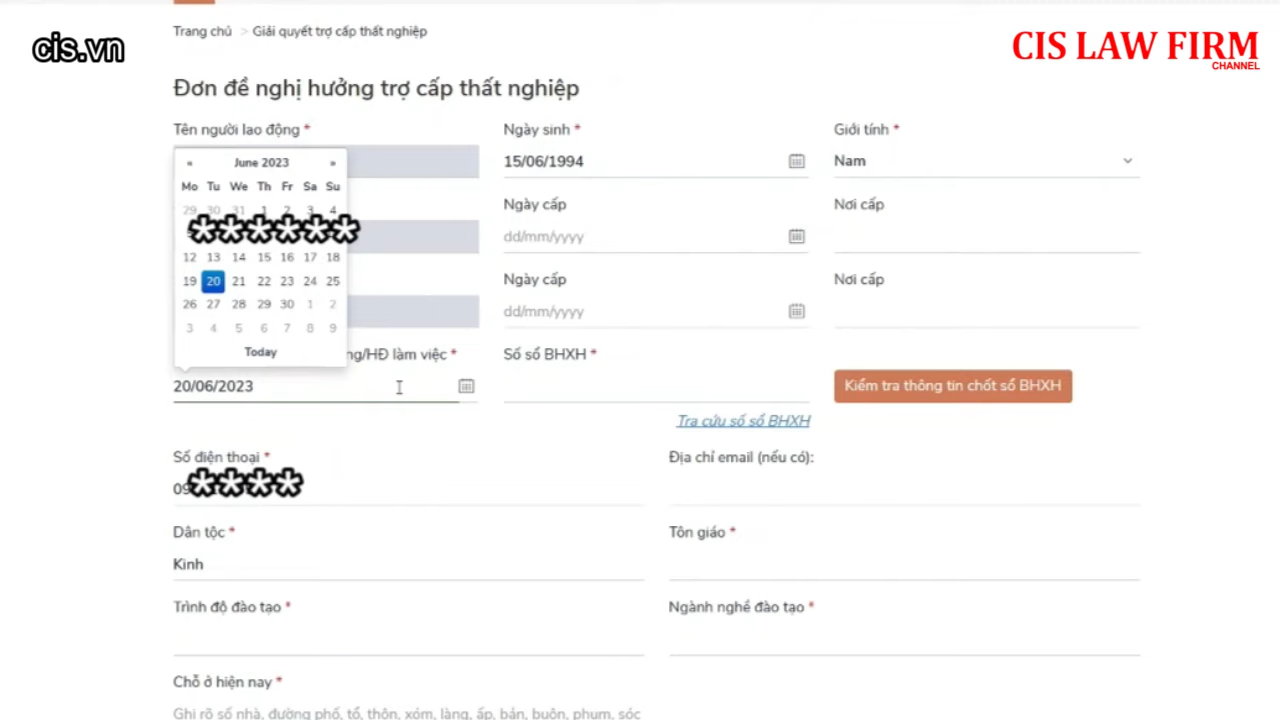 cis.vn
CIS LAW FIRM
CHANNEL
Trang chủ > Giải quyết trợ cấp thất nghiệp
Đơn đề nghị hưởng trợ cấp thất nghiệp
Tên người lao động * Ngày sinh * Giới tính *
15/06/1994 Nam
« June 2023 »
Mo Tu We Th Fr Sa Su
29 30 31 1 2 3 4
******
12 13 14 15 16 17 18
19 20 21 22 23 24 25
26 27 28 29 30 1 2
3 4 5 6 7 8 9
Today
Ngày cấp Nơi cấp
dd/mm/yyyy
Ngày cấp Nơi cấp
dd/mm/yyyy
ng/HĐ làm việc * Số sổ BHXH *
20/06/2023 Kiểm tra thông tin chốt sổ BHXH
Tra cứu số sổ BHXH
Số điện thoại * Địa chỉ email (nếu có):
09****
Dân tộc * Tôn giáo *
Kinh
Trình độ đào tạo * Ngành nghề đào tạo *
Chỗ ở hiện nay *
Ghi rõ số nhà, đường phố, tổ, thôn, xóm, làng, ấp, bản, buôn, phum, sóc